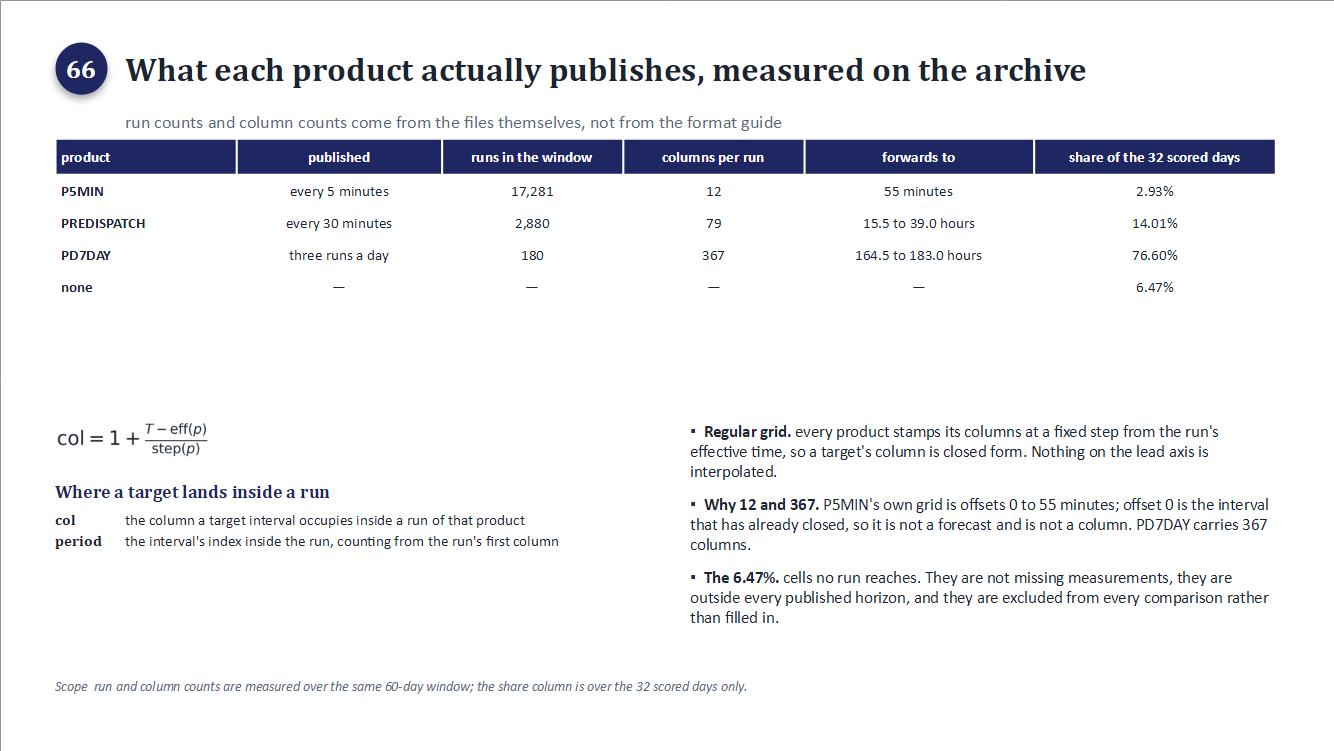 66
What each product actually publishes, measured on the archive
run counts and column counts come from the files themselves, not from the format guide
product published runs in the window columns per run forwards to share of the 32 scored days
P5MIN every 5 minutes 17,281 12 55 minutes 2.93%
PREDISPATCH every 30 minutes 2,880 79 15.5 to 39.0 hours 14.01%
PD7DAY three runs a day 180 367 164.5 to 183.0 hours 76.60%
none — — — — 6.47%
col = 1 + T − eff(p) / step(p)
Where a target lands inside a run
col the column a target interval occupies inside a run of that product
period the interval's index inside the run, counting from the run's first column
▪ Regular grid. every product stamps its columns at a fixed step from the run's
effective time, so a target's column is closed form. Nothing on the lead axis is
interpolated.
▪ Why 12 and 367. P5MIN's own grid is offsets 0 to 55 minutes; offset 0 is the interval
that has already closed, so it is not a forecast and is not a column. PD7DAY carries 367
columns.
▪ The 6.47%. cells no run reaches. They are not missing measurements, they are
outside every published horizon, and they are excluded from every comparison rather
than filled in.
Scope run and column counts are measured over the same 60-day window; the share column is over the 32 scored days only.